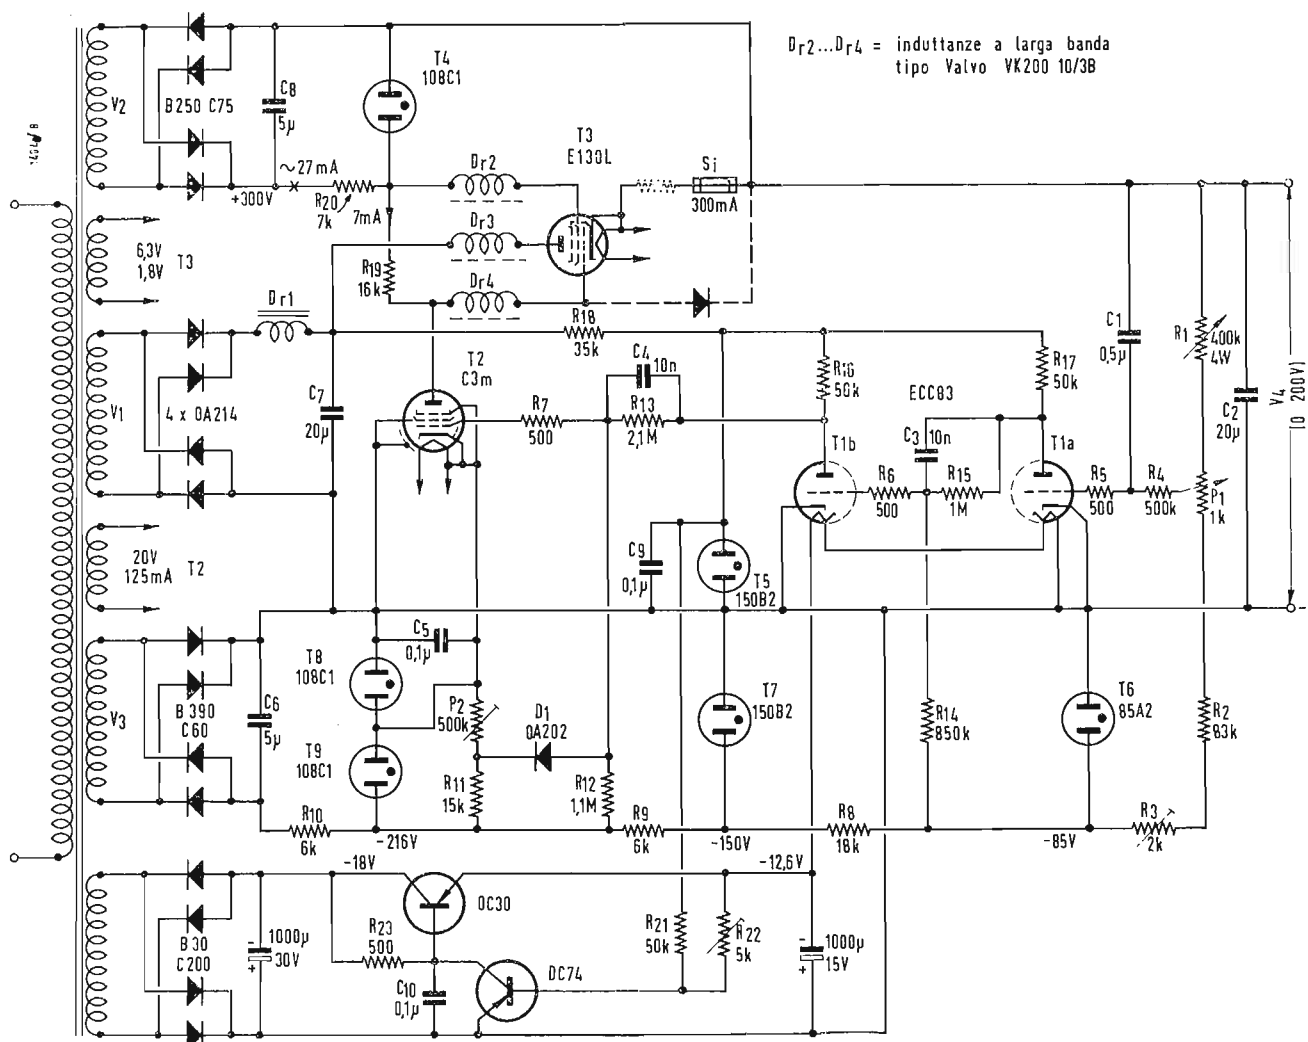 Dr2...Dr4 = induttanze a larga banda
tipo Valvo VK200 10/3B
T4
108C1
V2
B250 C75
C8
5µ
T3
E130L
Dr2
Si
300mA
~27mA
+300V
R20
7k
7mA
Dr3
6,3V
1,8V
T3
R19
16k
Dr4
Dr1
R18
35k
C1
0,5µ
R1
400k
4W
V4
(0 200V)
C2
20µ
T2
C3m
C4
10n
R16
50k
R17
50k
ECC83
V1
4 x 0A214
C7
20µ
R7
500
R13
2,1M
C3
10n
T1b
T1a
R6
500
R15
1M
R5
500
R4
500k
P1
1k
20V
125mA
T2
C9
0,1µ
T5
150B2
C5
0,1µ
T8
108C1
V3
B390
C60
C6
5µ
P2
500k
D1
0A202
T7
150B2
R14
850k
T6
85A2
R2
83k
T9
108C1
R11
15k
R12
1,1M
R10
6k
-216V
R9
6k
-150V
R8
18k
-85V
R3
2k
-18V
-12,6V
OC30
R23
500
R21
50k
R22
5k
B30
C200
-
1000µ
30V
+
-
1000µ
15V
+
C10
0,1µ
OC74